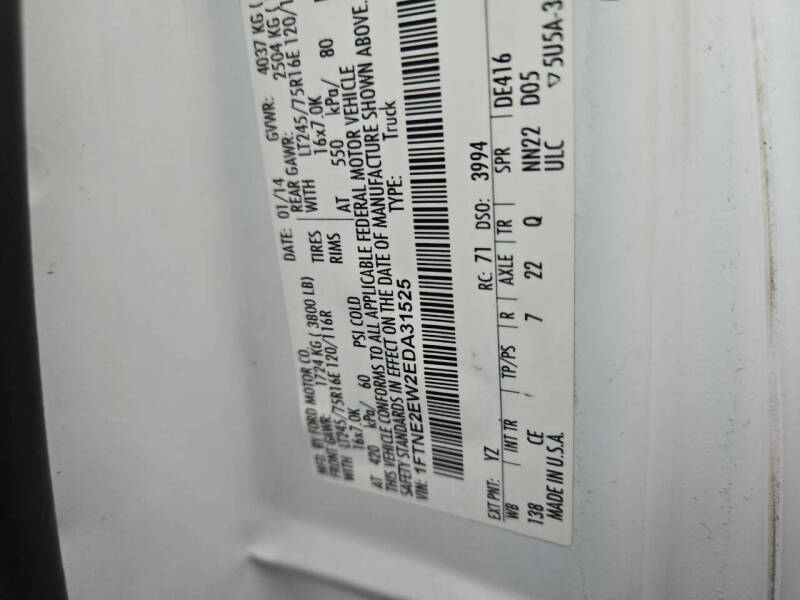 MFD. BY FORD MOTOR CO. DATE: 01/14 GVWR: 4037 KG (
FRONT GAWR: 1724 KG ( 3800 LB) REAR GAWR: 2504 KG (
WITH LT245/75R16E 120/116R TIRES WITH LT245/75R16E 120/1
16x7.0K RIMS 16x7.0K
AT 420 kPa/ 60 PSI COLD AT 550 kPa/ 80
THIS VEHICLE CONFORMS TO ALL APPLICABLE FEDERAL MOTOR VEHICLE
SAFETY STANDARDS IN EFFECT ON THE DATE OF MANUFACTURE SHOWN ABOVE.
VIN: 1FTNE2EW2EDA31525 TYPE: Truck
EXT PNT: YZ RC: 71 DSO: 3994
WB INT TR TP/PS R AXLE TR SPR DE416
138 CE 7 22 Q NN22 D05
MADE IN U.S.A. ULC 5U5A-3